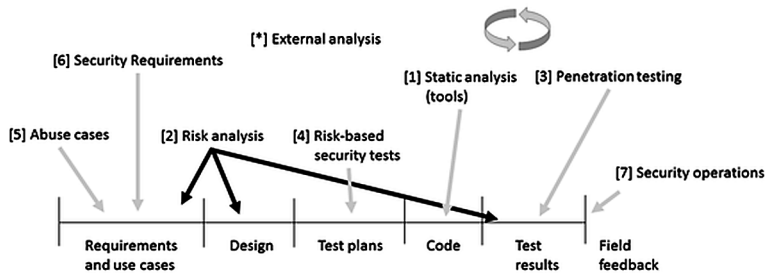 [*] External analysis
[6] Security Requirements
[1] Static analysis
(tools)
[3] Penetration testing
[5] Abuse cases
[2] Risk analysis
[4] Risk-based
security tests
[7] Security operations
Requirements
and use cases
Design
Test plans
Code
Test
results
Field
feedback